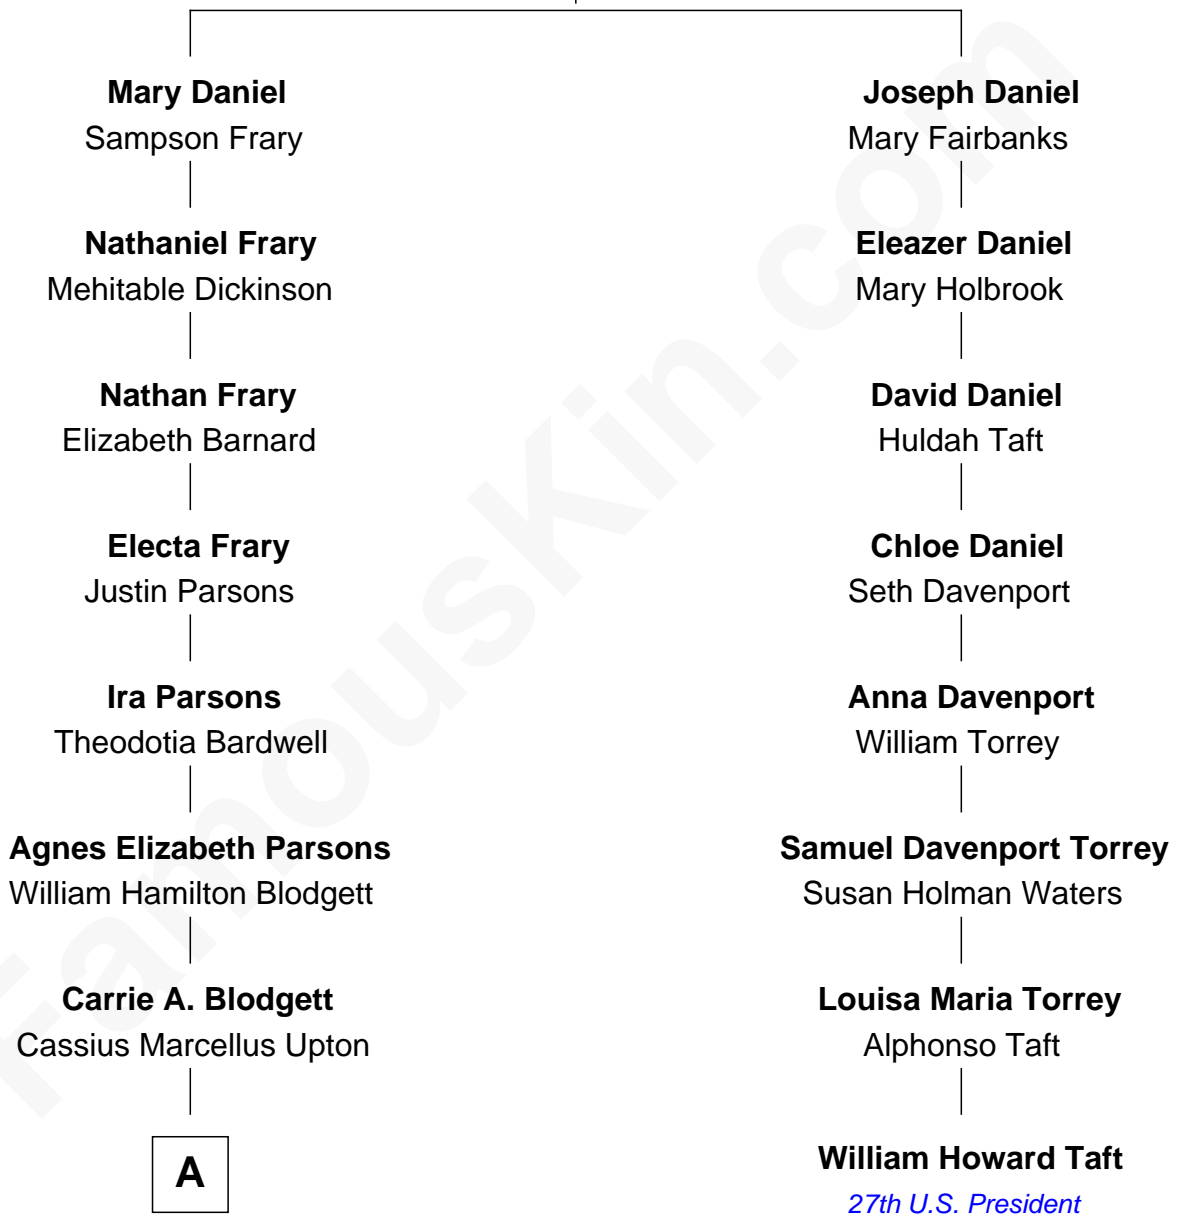 Mary Daniel
Sampson Frary
Nathaniel Frary
Mehitable Dickinson
Nathan Frary
Elizabeth Barnard
Electa Frary
Justin Parsons
Ira Parsons
Theodotia Bardwell
Agnes Elizabeth Parsons
William Hamilton Blodgett
Carrie A. Blodgett
Cassius Marcellus Upton
A
Joseph Daniel
Mary Fairbanks
Eleazer Daniel
Mary Holbrook
David Daniel
Huldah Taft
Chloe Daniel
Seth Davenport
Anna Davenport
William Torrey
Samuel Davenport Torrey
Susan Holman Waters
Louisa Maria Torrey
Alphonso Taft
William Howard Taft
27th U.S. President
FamousKin.com